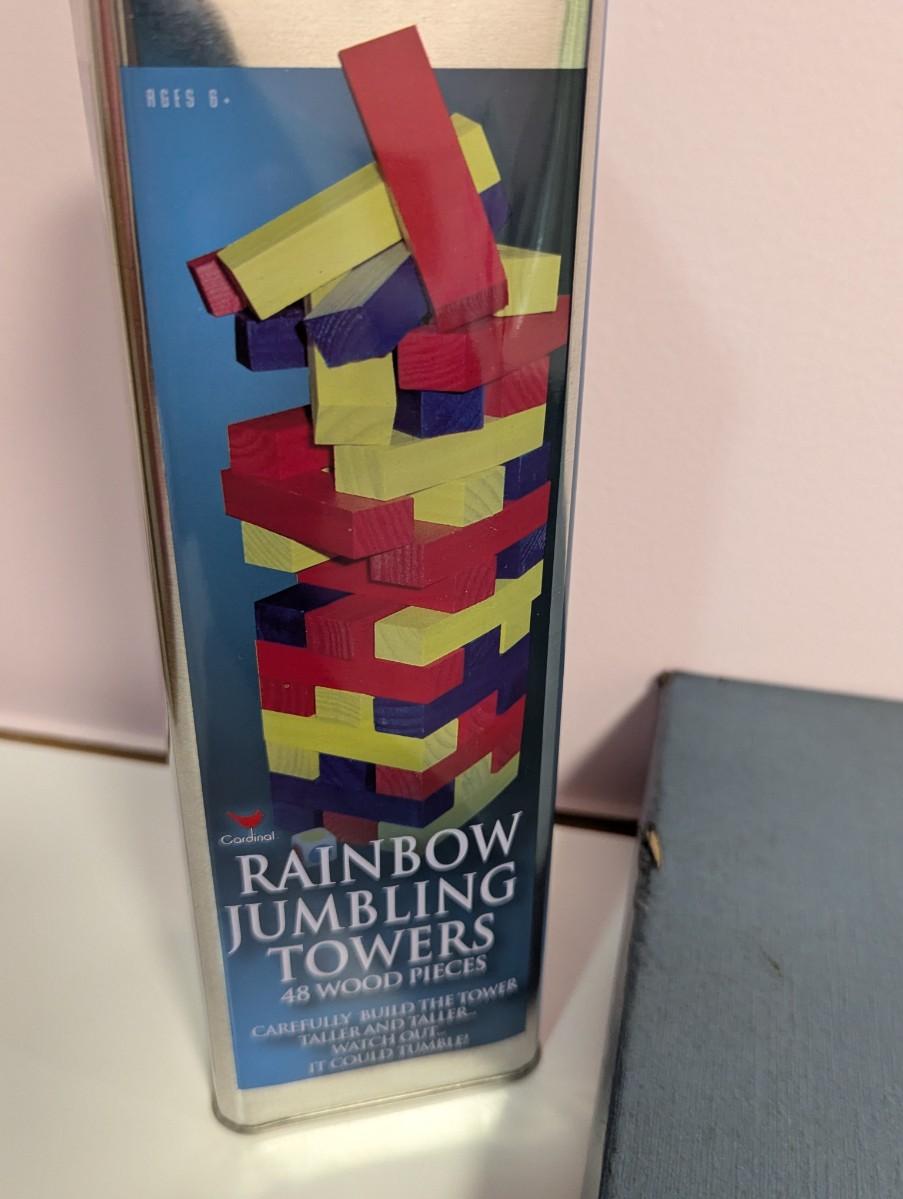 AGES 6+
Cardinal
RAINBOW
JUMBLING
TOWERS
48 WOOD PIECES
CAREFULLY BUILD THE TOWER
TALLER AND TALLER...
WATCH OUT...
IT COULD TUMBLE!